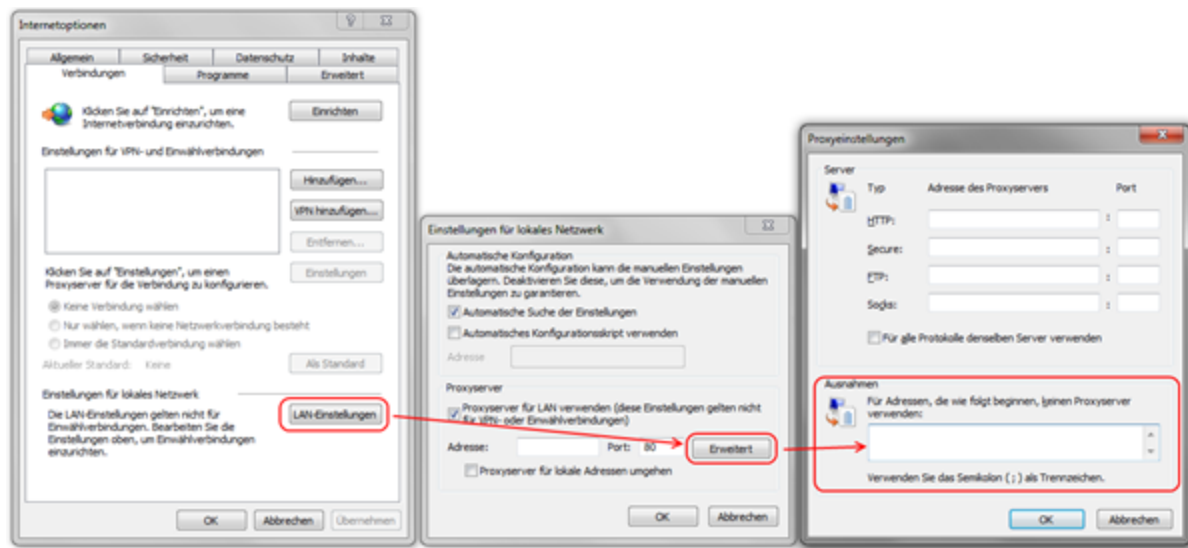 Internetoptionen
Allgemein Sicherheit Datenschutz Inhalte
Verbindungen Programme Erweitert
Klicken Sie auf "Einrichten", um eine
Internetverbindung einzurichten.
Einrichten
Einstellungen für VPN- und Einwählverbindungen
Hinzufügen...
VPN hinzufügen...
Entfernen...
Klicken Sie auf "Einstellungen", um einen
Proxyserver für die Verbindung zu konfigurieren.
Einstellungen
Keine Verbindung wählen
Nur wählen, wenn keine Netzwerkverbindung besteht
Immer die Standardverbindung wählen
Aktueller Standard: Keine
Als Standard
Einstellungen für lokales Netzwerk
Die LAN-Einstellungen gelten nicht für
Einwählverbindungen. Bearbeiten Sie die
Einstellungen oben, um Einwählverbindungen
einzurichten.
LAN-Einstellungen
OK Abbrechen Übernehmen
Einstellungen für lokales Netzwerk
Automatische Konfiguration
Die automatische Konfiguration kann die manuellen Einstellungen
überlagern. Deaktivieren Sie diese, um die Verwendung der manuellen
Einstellungen zu garantieren.
Automatische Suche der Einstellungen
Automatisches Konfigurationsskript verwenden
Adresse
Proxyserver
Proxyserver für LAN verwenden (diese Einstellungen gelten nicht
für VPN- oder Einwählverbindungen)
Adresse: Port: 80 Erweitert
Proxyserver für lokale Adressen umgehen
OK Abbrechen
Proxyeinstellungen
Server
Typ Adresse des Proxyservers Port
HTTP: :
Secure: :
FTP: :
Socks: :
Für alle Protokolle denselben Server verwenden
Ausnahmen
Für Adressen, die wie folgt beginnen, keinen Proxyserver
verwenden:
Verwenden Sie das Semikolon ( ; ) als Trennzeichen.
OK Abbrechen